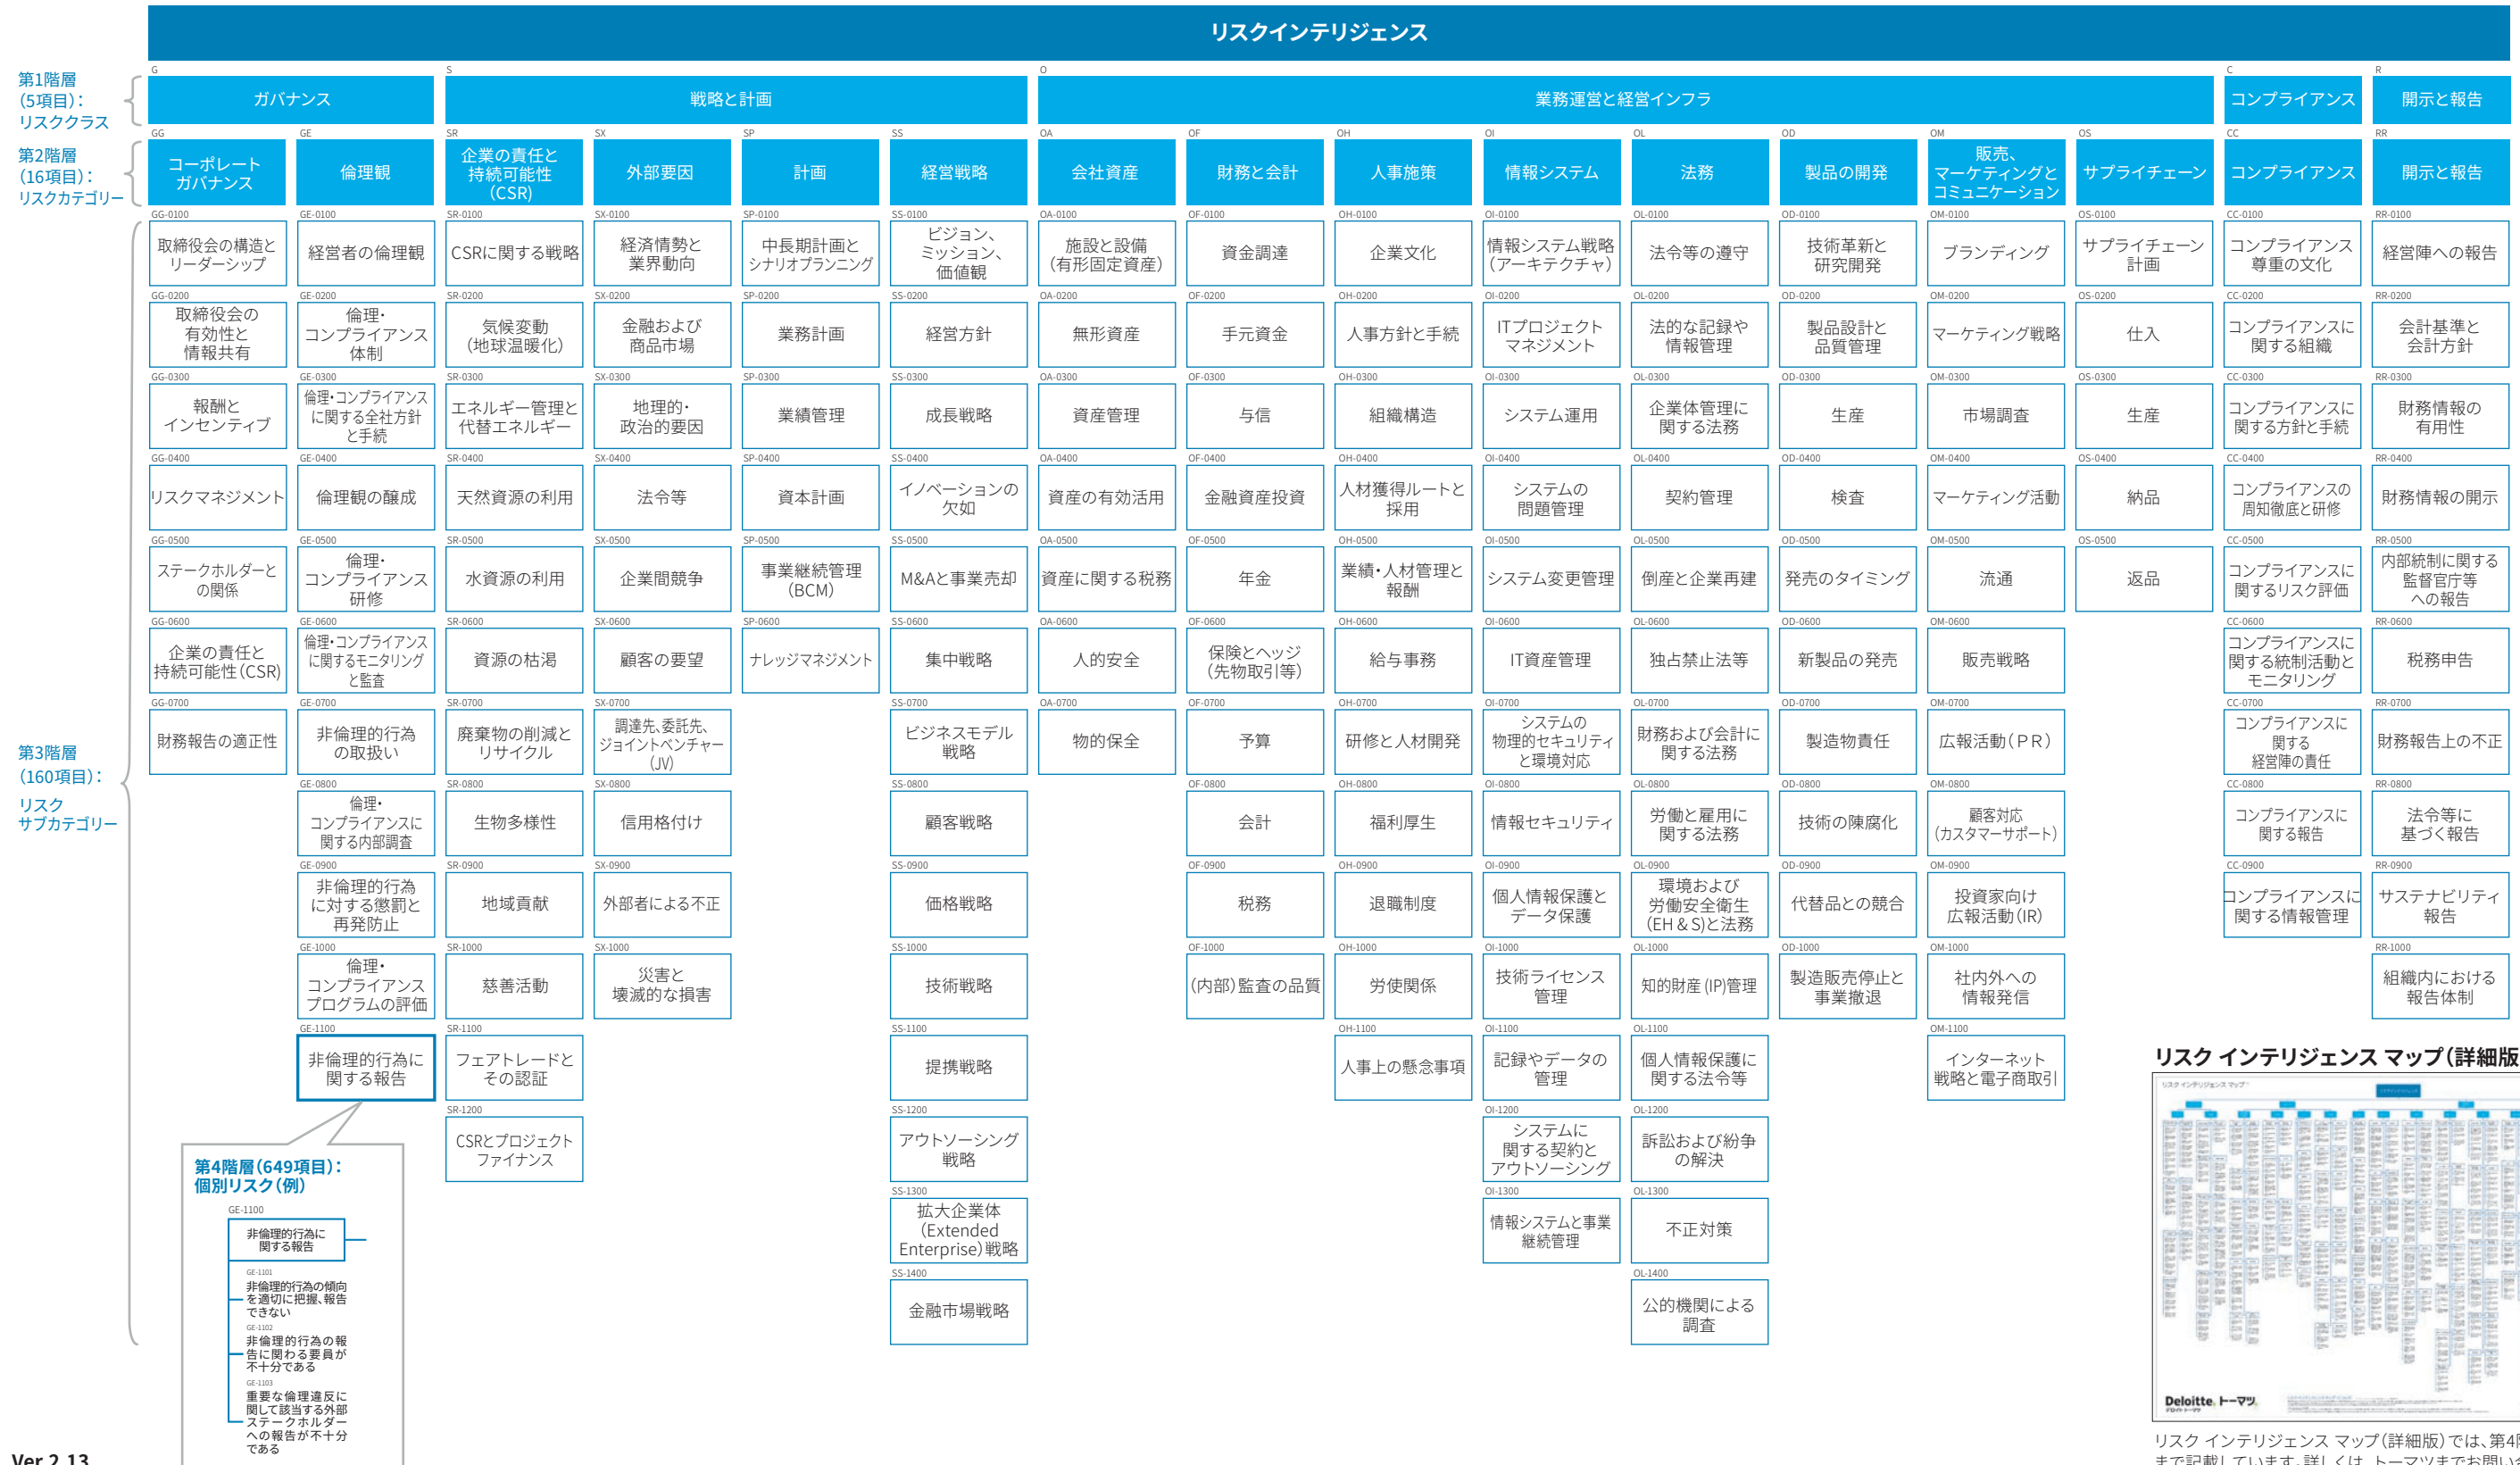 リスクインテリジェンス
第1階層
(5項目):
リスククラス
G
ガバナンス
S
戦略と計画
O
業務運営と経営インフラ
C
コンプライアンス
R
開示と報告
第2階層
(16項目):
リスクカテゴリー
GG
コーポレート
ガバナンス
GE
倫理観
SR
企業の責任と
持続可能性
(CSR)
SX
外部要因
SP
計画
SS
経営戦略
OA
会社資産
OF
財務と会計
OH
人事施策
OI
情報システム
OL
法務
OD
製品の開発
OM
販売、
マーケティングと
コミュニケーション
OS
サプライチェーン
CC
コンプライアンス
RR
開示と報告
第3階層
(160項目):
リスク
サブカテゴリー
GG-0100
取締役会の構造と
リーダーシップ
GG-0200
取締役会の
有効性と
情報共有
GG-0300
報酬と
インセンティブ
GG-0400
リスクマネジメント
GG-0500
ステークホルダーと
の関係
GG-0600
企業の責任と
持続可能性(CSR)
GG-0700
財務報告の適正性
GE-0100
経営者の倫理観
GE-0200
倫理・
コンプライアンス
体制
GE-0300
倫理・コンプライアンス
に関する全社方針
と手続
GE-0400
倫理観の醸成
GE-0500
倫理・
コンプライアンス
研修
GE-0600
倫理・コンプライアンス
に関するモニタリング
と監査
GE-0700
非倫理的行為
の取扱い
GE-0800
倫理・
コンプライアンスに
関する内部調査
GE-0900
非倫理的行為
に対する懲罰と
再発防止
GE-1000
倫理・
コンプライアンス
プログラムの評価
GE-1100
非倫理的行為に
関する報告
SR-0100
CSRに関する戦略
SR-0200
気候変動
(地球温暖化)
SR-0300
エネルギー管理と
代替エネルギー
SR-0400
天然資源の利用
SR-0500
水資源の利用
SR-0600
資源の枯渇
SR-0700
廃棄物の削減と
リサイクル
SR-0800
生物多様性
SR-0900
地域貢献
SR-1000
慈善活動
SR-1100
フェアトレードと
その認証
SR-1200
CSRとプロジェクト
ファイナンス
SX-0100
経済情勢と
業界動向
SX-0200
金融および
商品市場
SX-0300
地理的・
政治的要因
SX-0400
法令等
SX-0500
企業間競争
SX-0600
顧客の要望
SX-0700
調達先、委託先、
ジョイントベンチャー
(JV)
SX-0800
信用格付け
SX-0900
外部者による不正
SX-1000
災害と
壊滅的な損害
SP-0100
中長期計画と
シナリオプランニング
SP-0200
業務計画
SP-0300
業績管理
SP-0400
資本計画
SP-0500
事業継続管理
(BCM)
SP-0600
ナレッジマネジメント
SS-0100
ビジョン、
ミッション、
価値観
SS-0200
経営方針
SS-0300
成長戦略
SS-0400
イノベーションの
欠如
SS-0500
M&Aと事業売却
SS-0600
集中戦略
SS-0700
ビジネスモデル
戦略
SS-0800
顧客戦略
SS-0900
価格戦略
SS-1000
技術戦略
SS-1100
提携戦略
SS-1200
アウトソーシング
戦略
SS-1300
拡大企業体
(Extended
Enterprise)戦略
SS-1400
金融市場戦略
OA-0100
施設と設備
(有形固定資産)
OA-0200
無形資産
OA-0300
資産管理
OA-0400
資産の有効活用
OA-0500
資産に関する税務
OA-0600
人的安全
OA-0700
物的保全
OF-0100
資金調達
OF-0200
手元資金
OF-0300
与信
OF-0400
金融資産投資
OF-0500
年金
OF-0600
保険とヘッジ
(先物取引等)
OF-0700
予算
OF-0800
会計
OF-0900
税務
OF-1000
(内部)監査の品質
OH-0100
企業文化
OH-0200
人事方針と手続
OH-0300
組織構造
OH-0400
人材獲得ルートと
採用
OH-0500
業績・人材管理と
報酬
OH-0600
給与事務
OH-0700
研修と人材開発
OH-0800
福利厚生
OH-0900
退職制度
OH-1000
労使関係
OH-1100
人事上の懸念事項
OI-0100
情報システム戦略
(アーキテクチャ)
OI-0200
ITプロジェクト
マネジメント
OI-0300
システム運用
OI-0400
システムの
問題管理
OI-0500
システム変更管理
OI-0600
IT資産管理
OI-0700
システムの
物理的セキュリティ
と環境対応
OI-0800
情報セキュリティ
OI-0900
個人情報保護と
データ保護
OI-1000
技術ライセンス
管理
OI-1100
記録やデータの
管理
OI-1200
システムに
関する契約と
アウトソーシング
OI-1300
情報システムと事業
継続管理
OL-0100
法令等の遵守
OL-0200
法的な記録や
情報管理
OL-0300
企業体管理に
関する法務
OL-0400
契約管理
OL-0500
倒産と企業再建
OL-0600
独占禁止法等
OL-0700
財務および会計に
関する法務
OL-0800
労働と雇用に
関する法務
OL-0900
環境および
労働安全衛生
(EH&S)と法務
OL-1000
知的財産(IP)管理
OL-1100
個人情報保護に
関する法令等
OL-1200
訴訟および紛争
の解決
OL-1300
不正対策
OL-1400
公的機関による
調査
OD-0100
技術革新と
研究開発
OD-0200
製品設計と
品質管理
OD-0300
生産
OD-0400
検査
OD-0500
発売のタイミング
OD-0600
新製品の発売
OD-0700
製造物責任
OD-0800
技術の陳腐化
OD-0900
代替品との競合
OD-1000
製造販売停止と
事業撤退
OM-0100
ブランディング
OM-0200
マーケティング戦略
OM-0300
市場調査
OM-0400
マーケティング活動
OM-0500
流通
OM-0600
販売戦略
OM-0700
広報活動(PR)
OM-0800
顧客対応
(カスタマーサポート)
OM-0900
投資家向け
広報活動(IR)
OM-1000
社内外への
情報発信
OM-1100
インターネット
戦略と電子商取引
OS-0100
サプライチェーン
計画
OS-0200
仕入
OS-0300
生産
OS-0400
納品
OS-0500
返品
CC-0100
コンプライアンス
尊重の文化
CC-0200
コンプライアンスに
関する組織
CC-0300
コンプライアンスに
関する方針と手続
CC-0400
コンプライアンスの
周知徹底と研修
CC-0500
コンプライアンスに
関するリスク評価
CC-0600
コンプライアンスに
関する統制活動と
モニタリング
CC-0700
コンプライアンスに
関する
経営陣の責任
CC-0800
コンプライアンスに
関する報告
CC-0900
コンプライアンスに
関する情報管理
RR-0100
経営陣への報告
RR-0200
会計基準と
会計方針
RR-0300
財務情報の
有用性
RR-0400
財務情報の開示
RR-0500
内部統制に関する
監督官庁等
への報告
RR-0600
税務申告
RR-0700
財務報告上の不正
RR-0800
法令等に
基づく報告
RR-0900
サステナビリティ
報告
RR-1000
組織内における
報告体制
第4階層(649項目):
個別リスク(例)
GE-1100
非倫理的行為に
関する報告
GE-1101
非倫理的行為の傾向
を適切に把握、報告
できない
GE-1102
非倫理的行為の報
告に関わる要員が
不十分である
GE-1103
重要な倫理違反に
関して該当する外部
ステークホルダー
への報告が不十分
である
Ver.2.13
リスク インテリジェンス マップ(詳細版
リスク インテリジェンス マップ
Deloitte. トーマツ.
デロイト トーマツ
リスク インテリジェンス マップ(詳細版)では、第4階
まで記載しています。詳しくは、トーマツまでお問い合